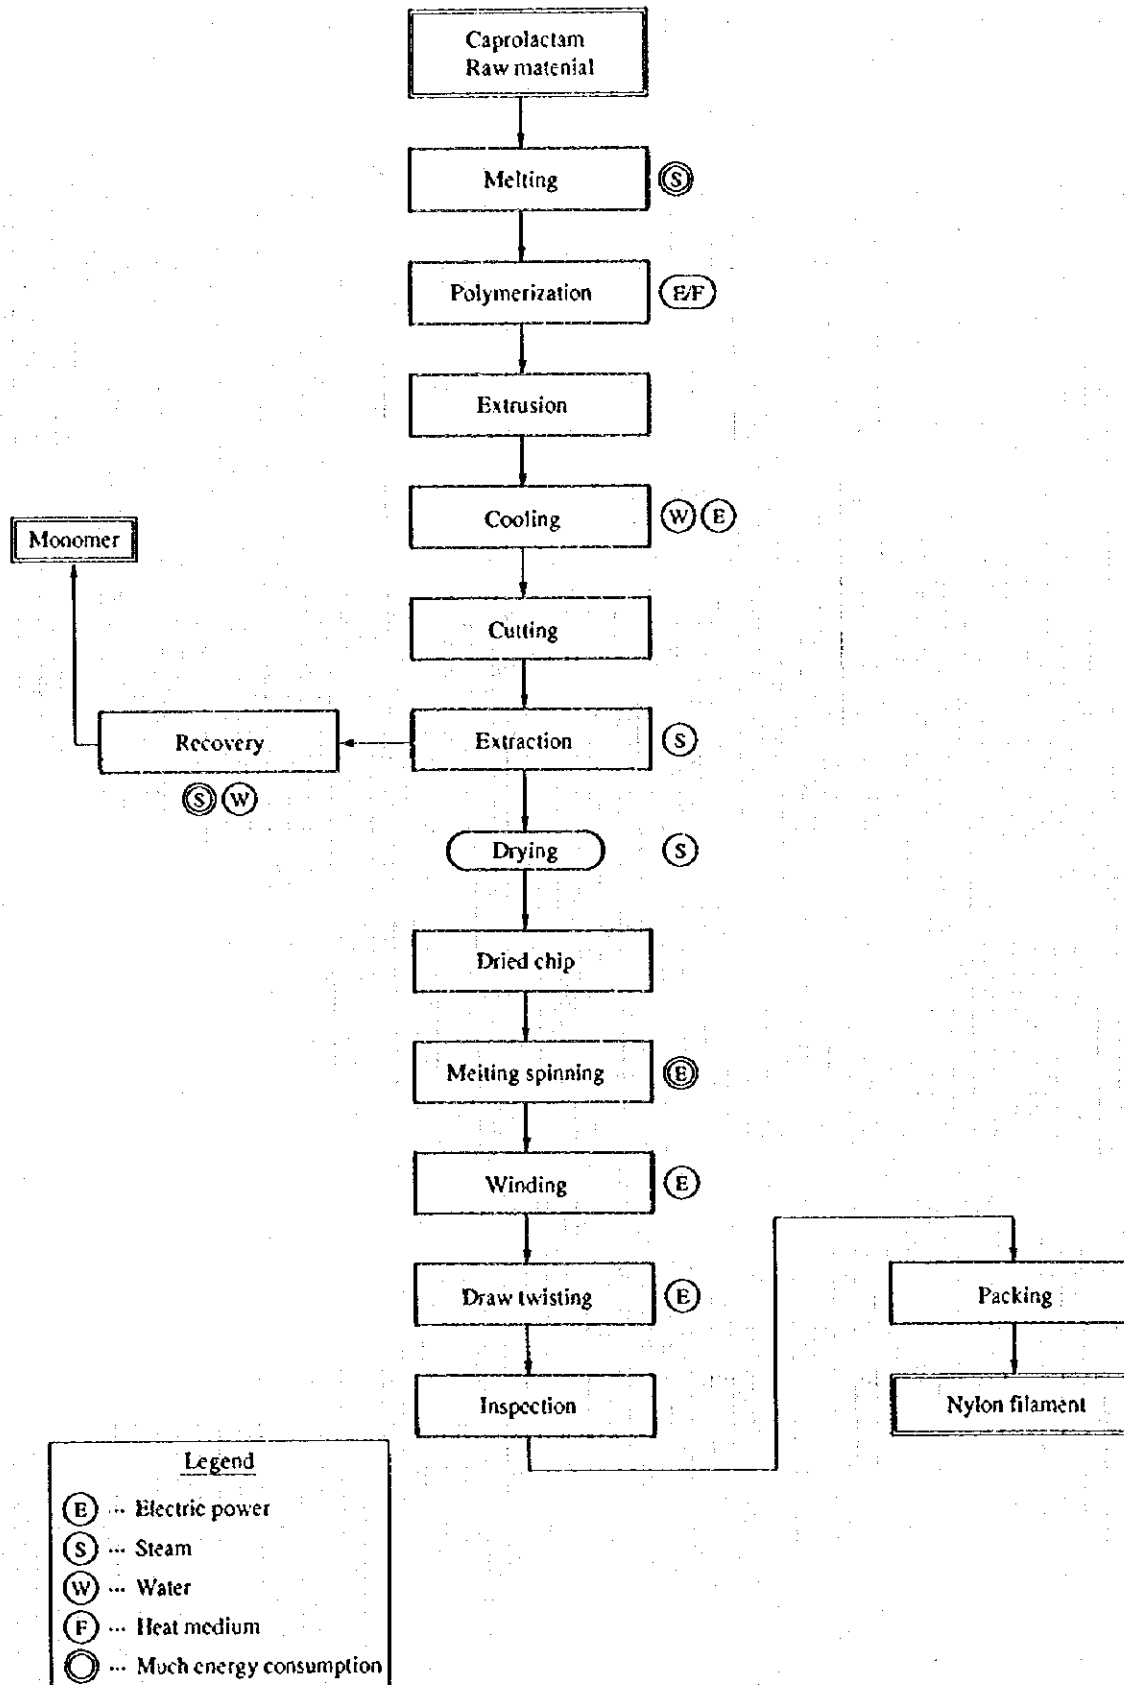 Caprolactam
Raw matenial
Melting
S
Polymerization
E/F
Extrusion
Cooling
W E
Monomer
Cutting
Recovery
Extraction
S
S W
Drying
S
Dried chip
Melting spinning
E
Winding
E
Draw twisting
E
Packing
Inspection
Nylon filament
Legend
E ... Electric power
S ... Steam
W ... Water
F ... Heat medium
... Much energy consumption